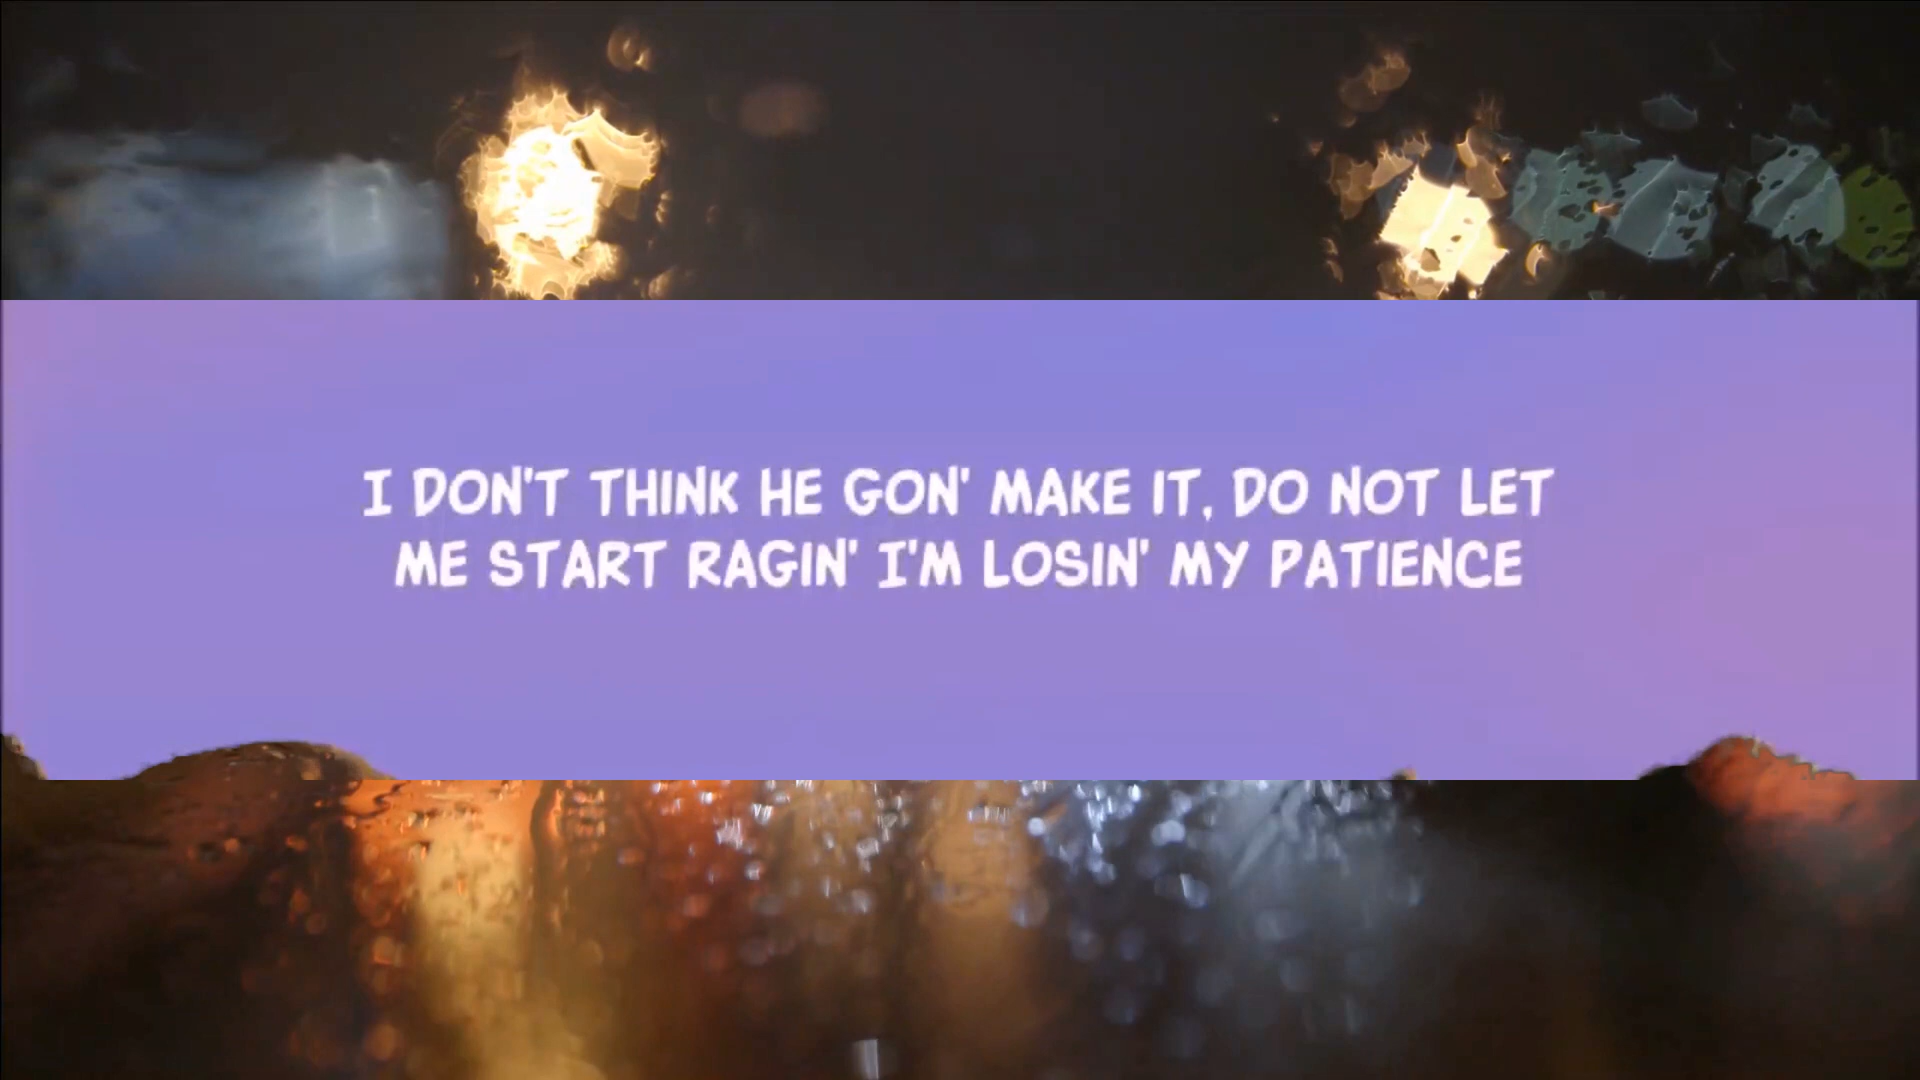 I DON'T THINK HE GON' MAKE IT, DO NOT LET
ME START RAGIN' I'M LOSIN' MY PATIENCE